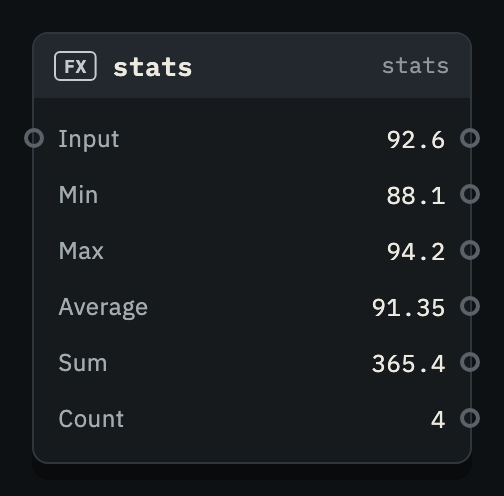 FX stats stats
Input 92.6
Min 88.1
Max 94.2
Average 91.35
Sum 365.4
Count 4